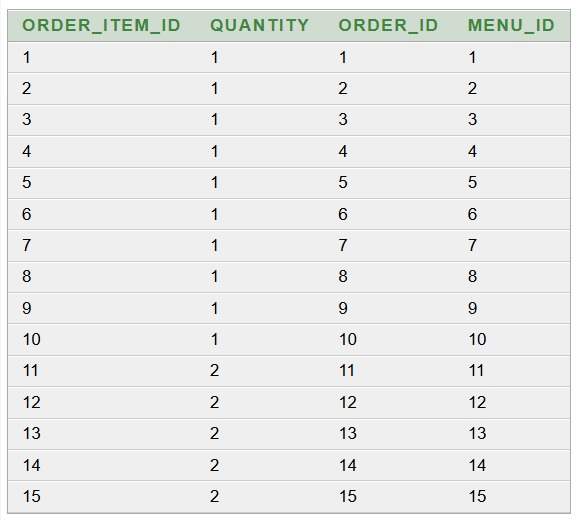 ORDER_ITEM_ID QUANTITY ORDER_ID MENU_ID
1 1 1 1
2 1 2 2
3 1 3 3
4 1 4 4
5 1 5 5
6 1 6 6
7 1 7 7
8 1 8 8
9 1 9 9
10 1 10 10
11 2 11 11
12 2 12 12
13 2 13 13
14 2 14 14
15 2 15 15